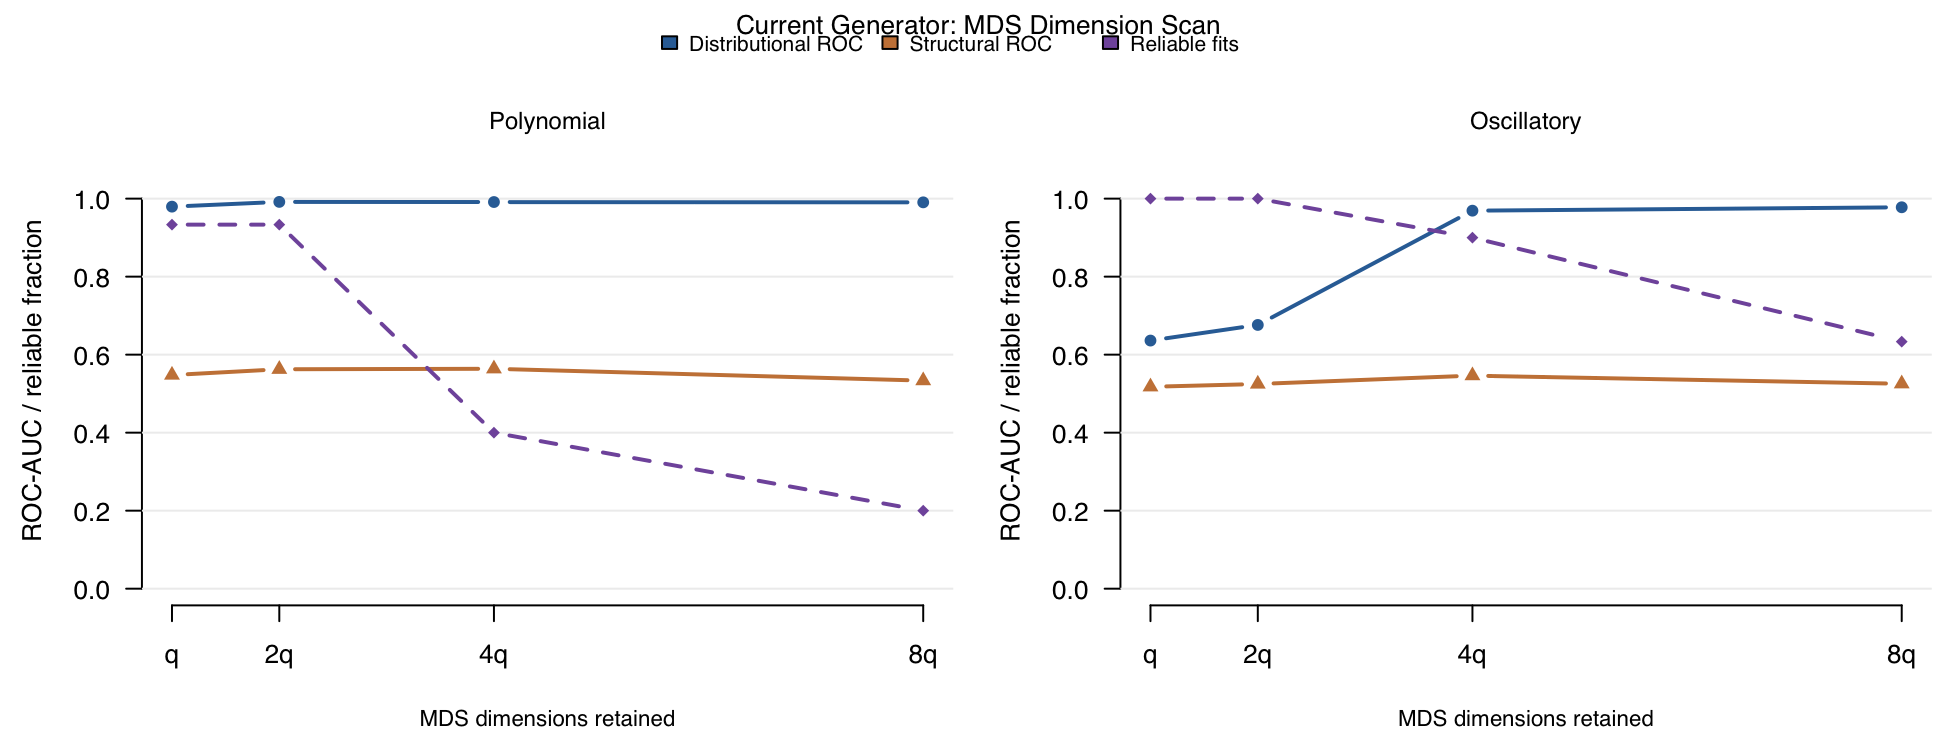 Current Generator: MDS Dimension Scan
Distributional ROC Structural ROC Reliable fits
Polynomial
ROC-AUC / reliable fraction
1.0
0.8
0.6
0.4
0.2
0.0
q 2q 4q 8q
MDS dimensions retained
Oscillatory
ROC-AUC / reliable fraction
1.0
0.8
0.6
0.4
0.2
0.0
q 2q 4q 8q
MDS dimensions retained